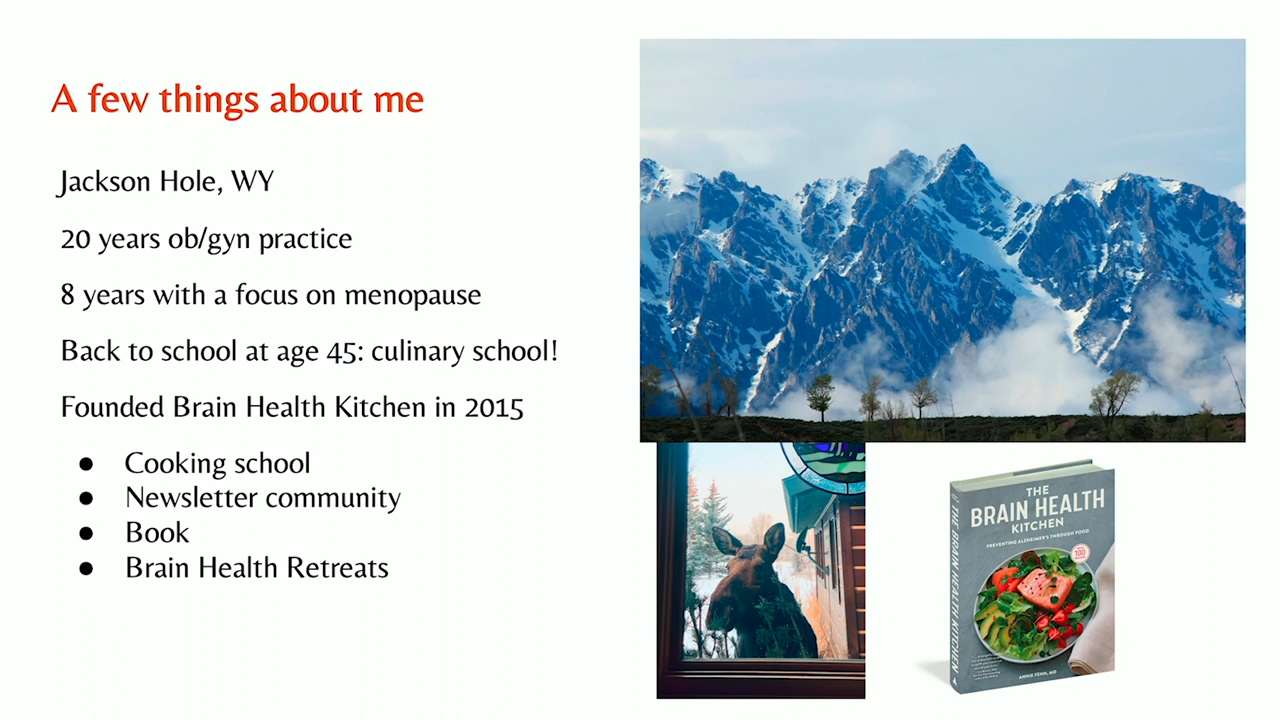 A few things about me
Jackson Hole, WY
20 years ob/gyn practice
8 years with a focus on menopause
Back to school at age 45: culinary school!
Founded Brain Health Kitchen in 2015
● Cooking school
● Newsletter community
● Book
● Brain Health Retreats
THE BRAIN HEALTH KITCHEN
THE
BRAIN HEALTH
KITCHEN
PREVENTING ALZHEIMER'S THROUGH FOOD
100
ANNIE FENN, MD